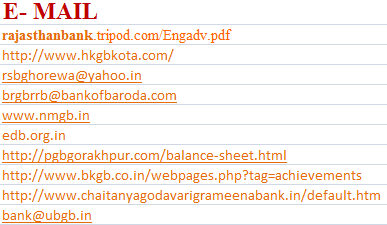 E- MAIL
rajasthanbank.tripod.com/Engadv.pdf
http://www.hkgbkota.com/
rsbghorewa@yahoo.in
brgbrrb@bankofbaroda.com
www.nmgb.in
edb.org.in
http://pgbgorakhpur.com/balance-sheet.html
http://www.bkgb.co.in/webpages.php?tag=achievements
http://www.chaitanyagodavarigrameenabank.in/default.htm
bank@ubgb.in